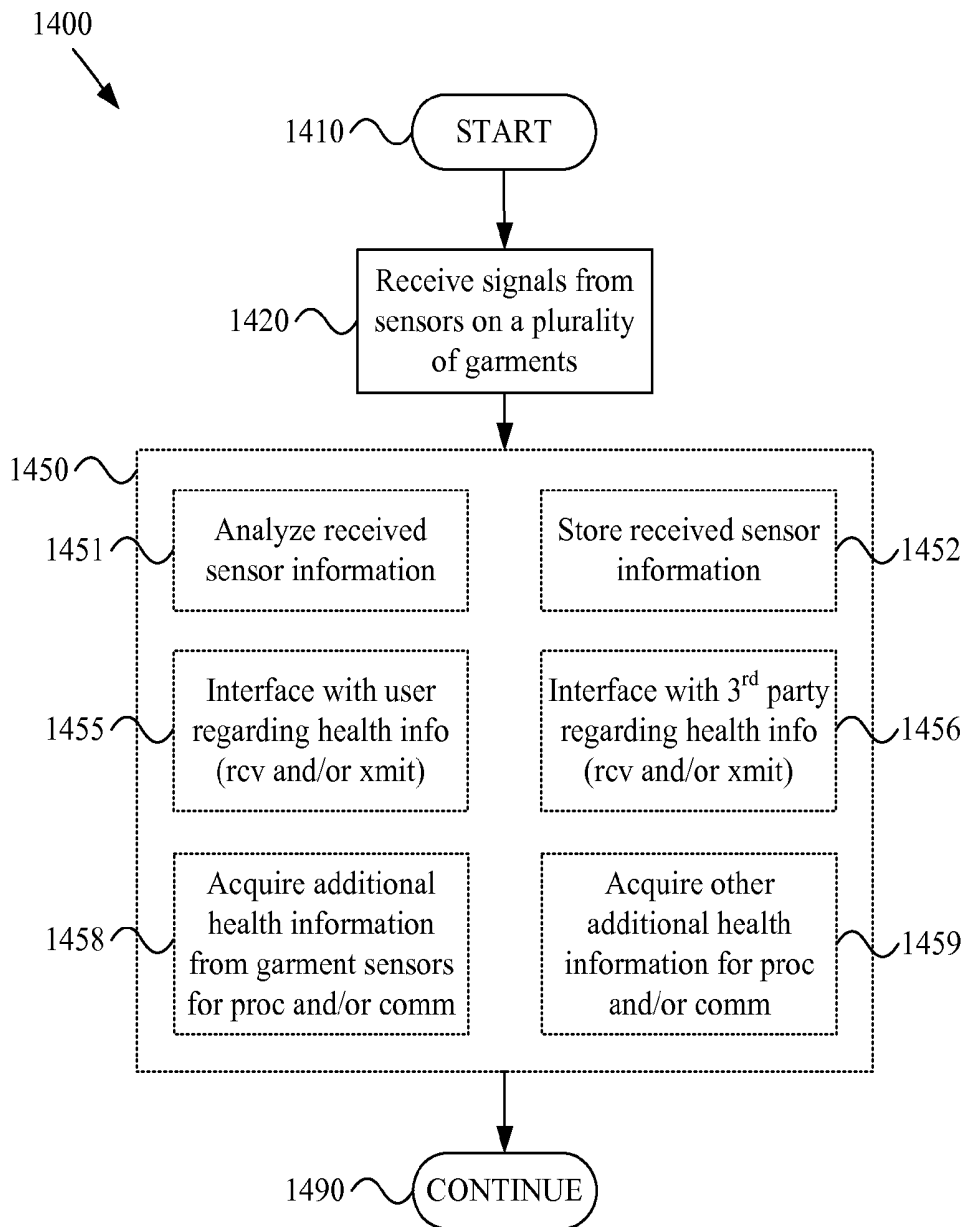 1400
1410
START
1420
Receive signals from
sensors on a plurality
of garments
1450
1451
Analyze received
sensor information
Store received sensor
information
1452
1455
Interface with user
regarding health info
(rcv and/or xmit)
Interface with 3rd party
regarding health info
(rcv and/or xmit)
1456
1458
Acquire additional
health information
from garment sensors
for proc and/or comm
Acquire other
additional health
information for proc
and/or comm
1459
1490
CONTINUE